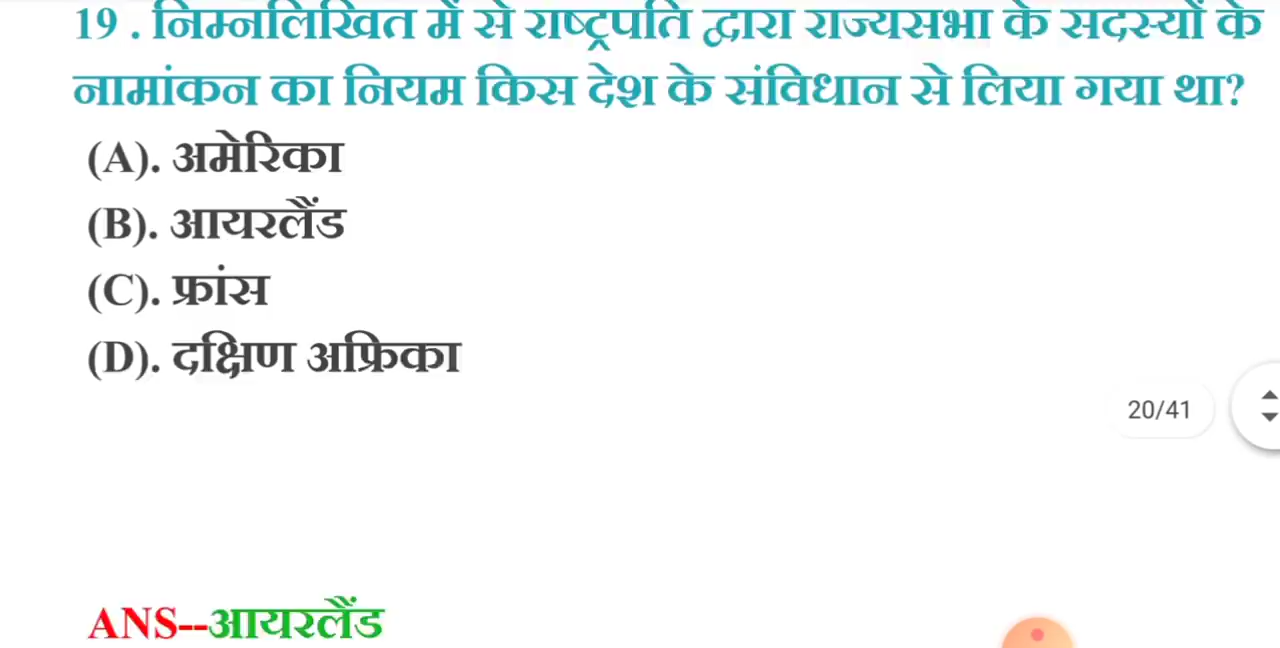 19 . निम्नलिखित में से राष्ट्रपति द्वारा राज्यसभा के सदस्यों के
नामांकन का नियम किस देश के संविधान से लिया गया था?
(A). अमेरिका
(B). आयरलैंड
(C). फ्रांस
(D). दक्षिण अफ्रिका
20/41
ANS--आयरलैंड